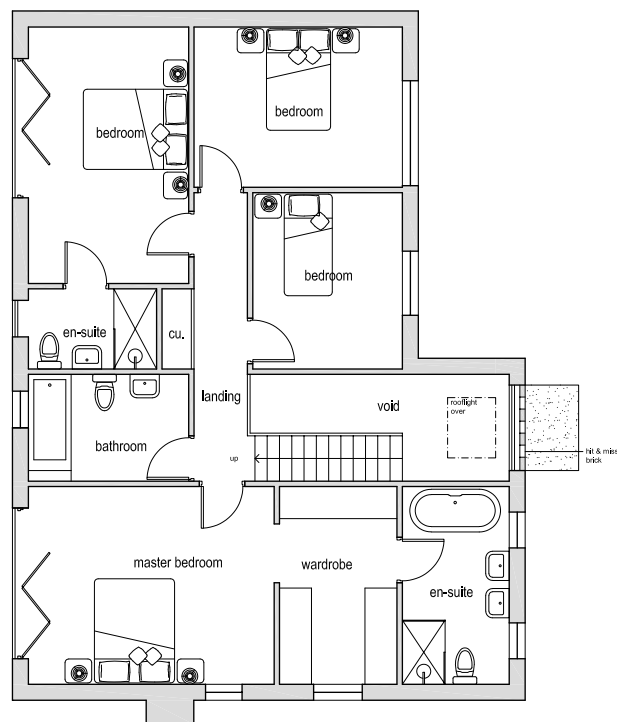 bedroom
bedroom
bedroom
en-suite
cu.
landing
void
rooflight
over
bathroom
up
hit & miss
brick
master bedroom
wardrobe
en-suite